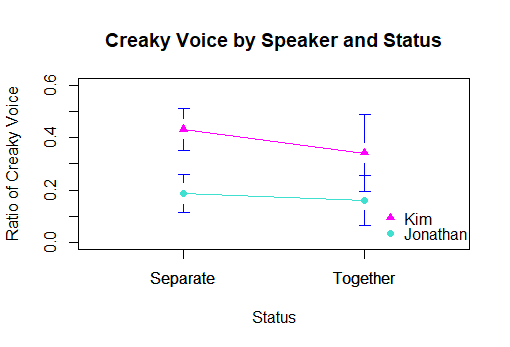 Creaky Voice by Speaker and Status
Ratio of Creaky Voice
0.6
0.4
0.2
0.0
Kim
Jonathan
Separate
Together
Status